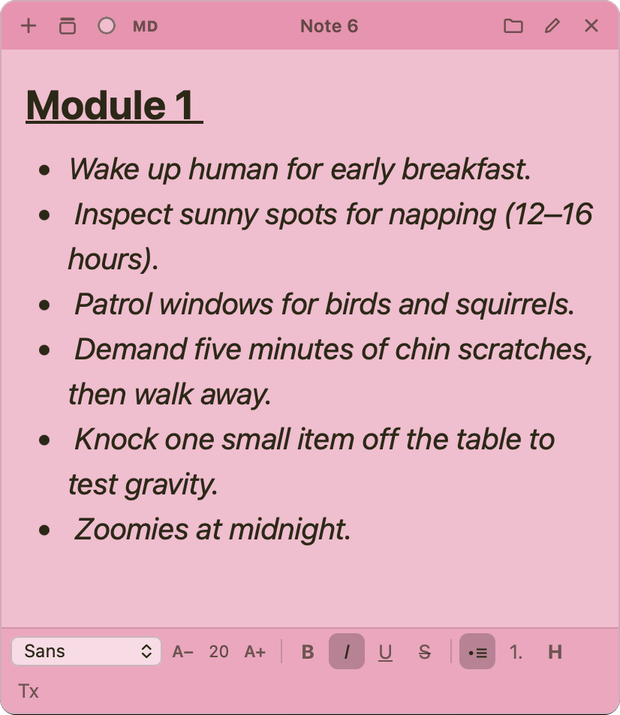 MD Note 6
Module 1
• Wake up human for early breakfast.
• Inspect sunny spots for napping (12–16
hours).
• Patrol windows for birds and squirrels.
• Demand five minutes of chin scratches,
then walk away.
• Knock one small item off the table to
test gravity.
• Zoomies at midnight.
Sans A– 20 A+ B I U S 1. H
Tx